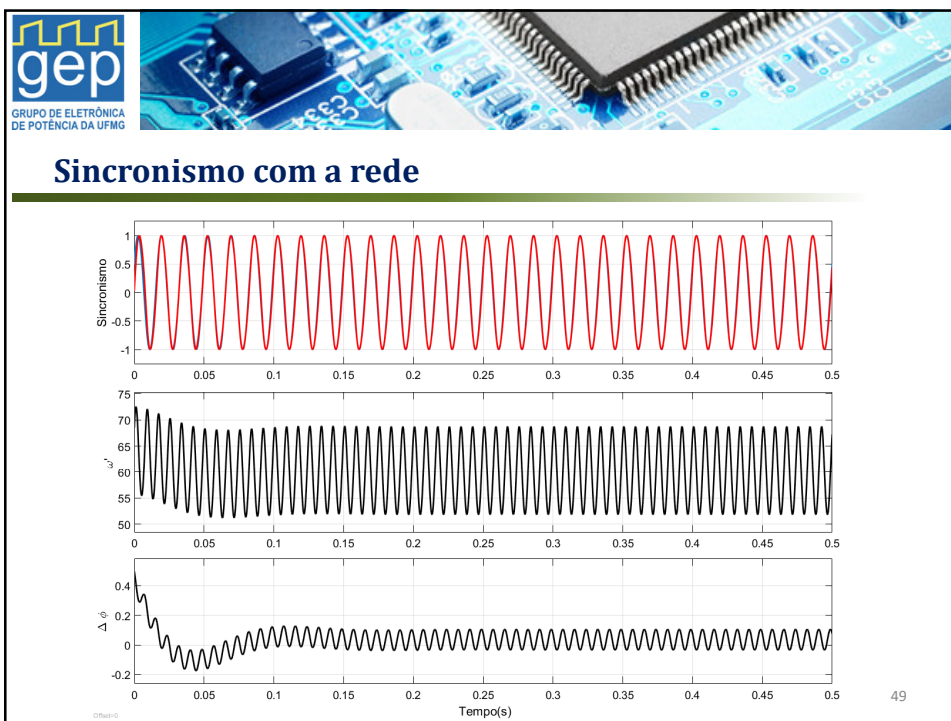 gep
GRUPO DE ELETRÔNICA
DE POTÊNCIA DA UFMG
Sincronismo com a rede
Sincronismo
1
0.5
0
-0.5
-1
0 0.05 0.1 0.15 0.2 0.25 0.3 0.35 0.4 0.45 0.5
ω'
75
70
65
60
55
50
0 0.05 0.1 0.15 0.2 0.25 0.3 0.35 0.4 0.45 0.5
Δ ϕ
0.4
0.2
0
-0.2
0 0.05 0.1 0.15 0.2 0.25 0.3 0.35 0.4 0.45 0.5
Tempo(s)
Offset=0
49